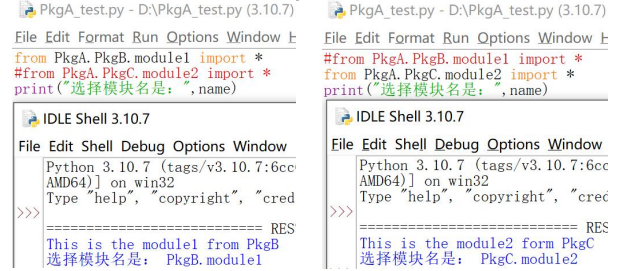 PkgA_test.py - D:\PkgA_test.py (3.10.7)
File Edit Format Run Options Window H
from PkgA.PkgB.module1 import *
#from PkgA.PkgC.module2 import *
print("选择模块名是: ",name)
IDLE Shell 3.10.7
File Edit Shell Debug Options Window
Python 3.10.7 (tags/v3.10.7:6cc
AMD64)] on win32
Type "help", "copyright", "cred
>>>
========================== RES
This is the module1 from PkgB
选择模块名是: PkgB.module1
PkgA_test.py - D:\PkgA_test.py (3.10.7)
File Edit Format Run Options Window H
#from PkgA.PkgB.module1 import *
from PkgA.PkgC.module2 import *
print("选择模块名是: ",name)
IDLE Shell 3.10.7
File Edit Shell Debug Options Window
Python 3.10.7 (tags/v3.10.7:6cc
AMD64)] on win32
Type "help", "copyright", "cred
>>>
========================== RES
This is the module2 form PkgC
选择模块名是: PkgC.module2